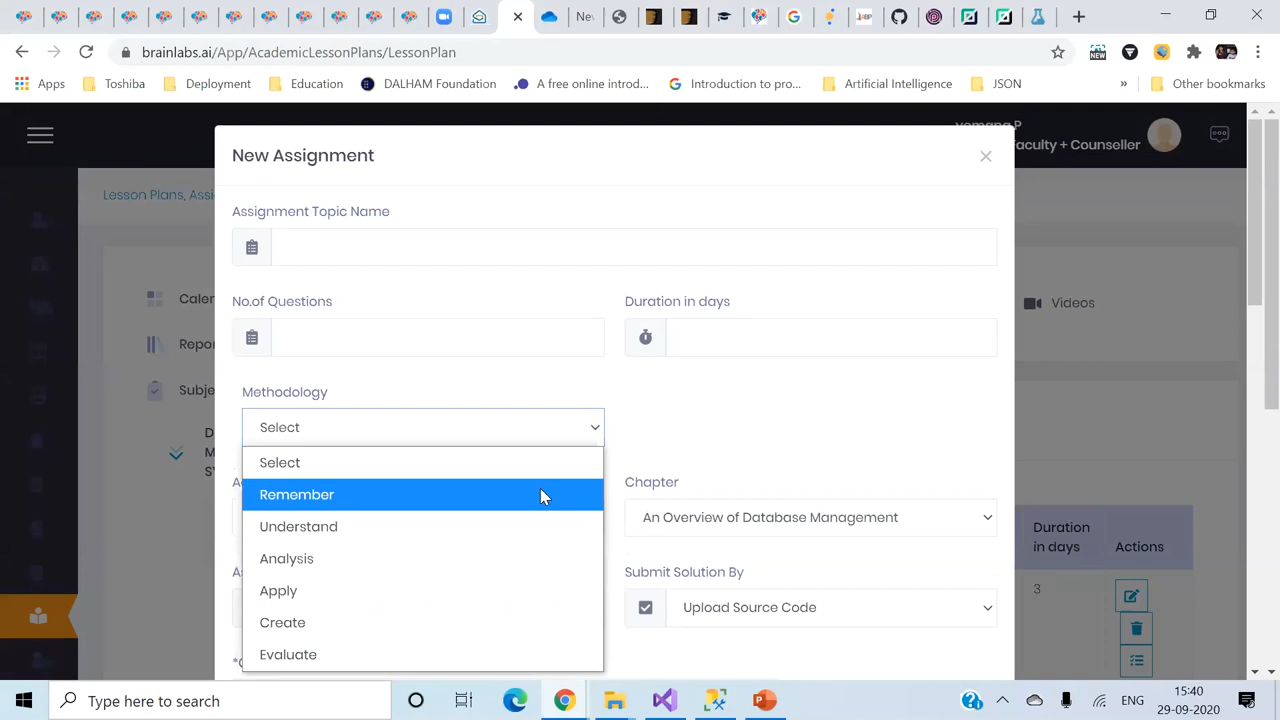 Nev
brainlabs.ai/App/AcademicLessonPlans/LessonPlan
Apps
Toshiba
Deployment
Education
DALHAM Foundation
A free online introd...
Introduction to pro...
Artificial Intelligence
JSON
»
Other bookmarks
New Assignment
yomana P
Faculty + Counseller
Lesson Plans, Assi
Assignment Topic Name
No.of Questions
Duration in days
Calen
Videos
Repor
Methodology
Subje
Select
Select
Remember
Understand
Chapter
An Overview of Database Management
Duration
in days
Actions
Analysis
Apply
Submit Solution By
3
Upload Source Code
Create
Evaluate
Type here to search
ENG
15:40
29-09-2020